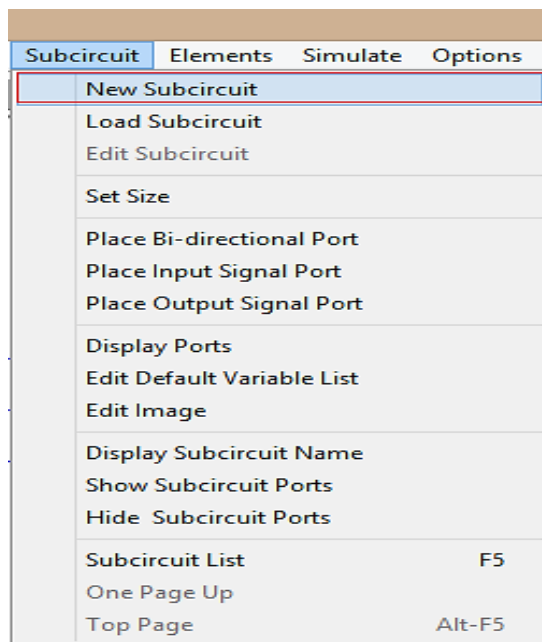 Subcircuit Elements Simulate Options
New Subcircuit
Load Subcircuit
Edit Subcircuit
Set Size
Place Bi-directional Port
Place Input Signal Port
Place Output Signal Port
Display Ports
Edit Default Variable List
Edit Image
Display Subcircuit Name
Show Subcircuit Ports
Hide  Subcircuit Ports
Subcircuit List F5
One Page Up
Top Page Alt-F5